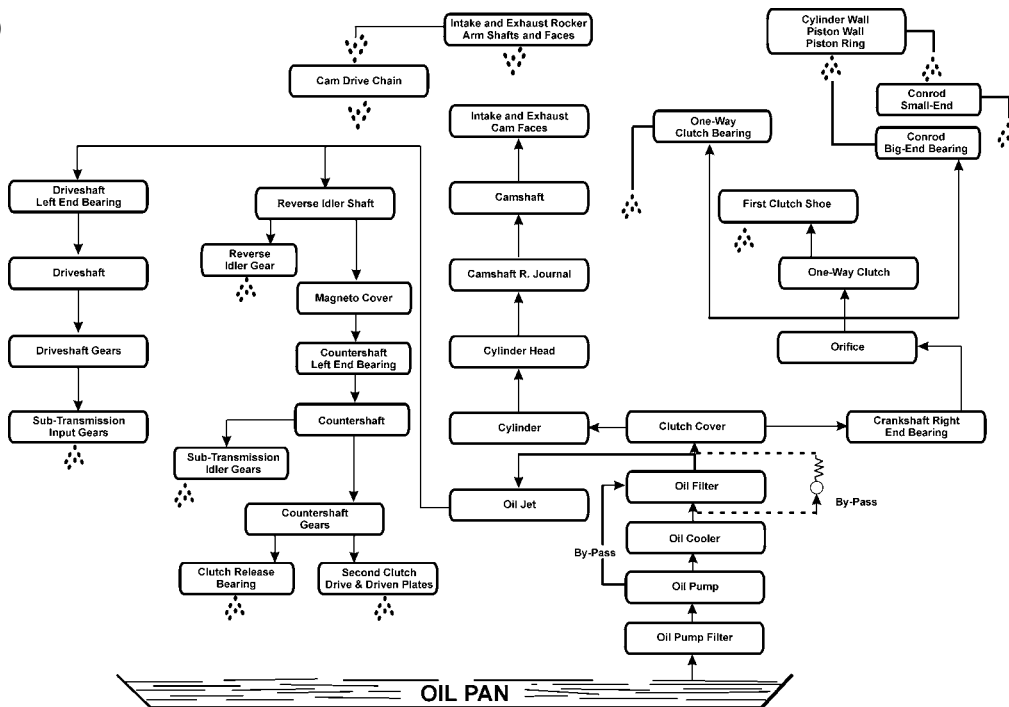 Intake and Exhaust Rocker
Arm Shafts and Faces
Cylinder Wall
Piston Wall
Piston Ring
Cam Drive Chain
Conrod
Small-End
Intake and Exhaust
Cam Faces
One-Way
Clutch Bearing
Conrod
Big-End Bearing
Driveshaft
Left End Bearing
Reverse Idler Shaft
Camshaft
First Clutch Shoe
Reverse
Idler Gear
Driveshaft
Camshaft R. Journal
One-Way Clutch
Magneto Cover
Driveshaft Gears
Countershaft
Left End Bearing
Cylinder Head
Orifice
Sub-Transmission
Input Gears
Countershaft
Cylinder
Clutch Cover
Crankshaft Right
End Bearing
Sub-Transmission
Idler Gears
Oil Jet
Oil Filter
By-Pass
Countershaft
Gears
Oil Cooler
By-Pass
Clutch Release
Bearing
Second Clutch
Drive & Driven Plates
Oil Pump
Oil Pump Filter
OIL PAN